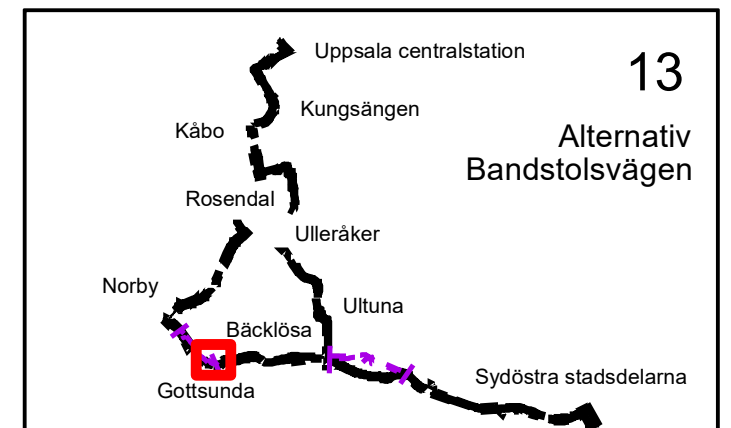 Uppsala centralstation
13
Kungsängen
Kåbo
Alternativ
Bandstolsvägen
Rosendal
Ulleråker
Norby
Ultuna
Bäcklösa
Sydöstra stadsdelarna
Gottsunda